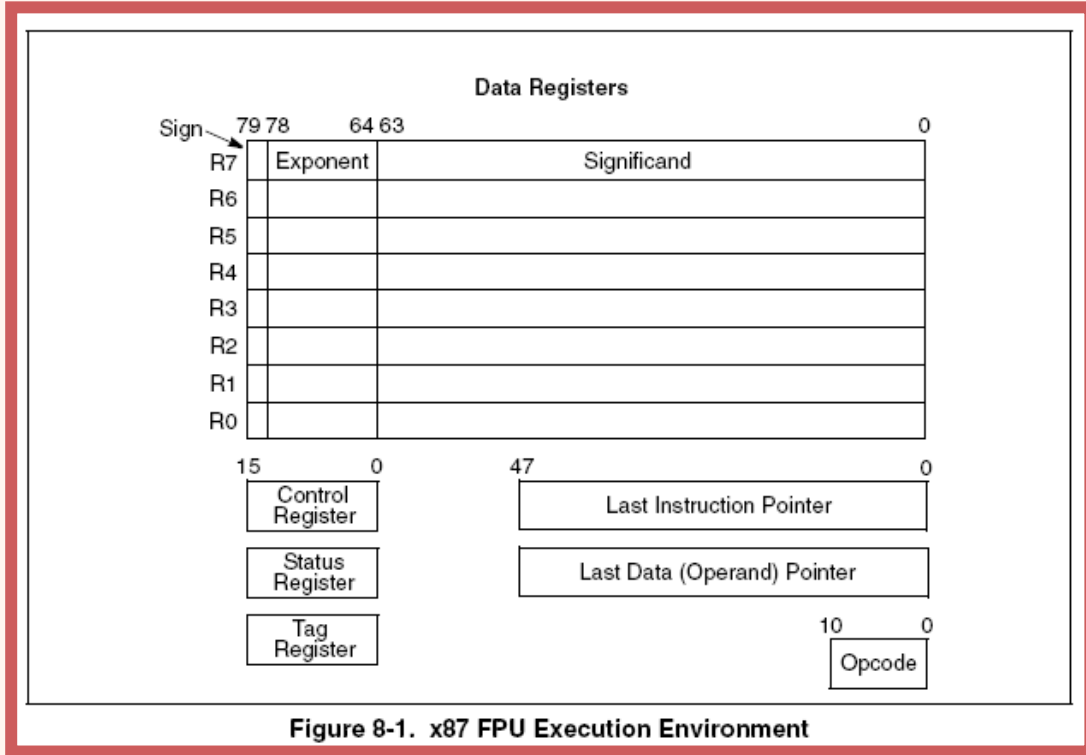 Data Registers
Sign 79 78 64 63 0
R7 Exponent Significand
R6
R5
R4
R3
R2
R1
R0
15 0 47 0
Control Register Last Instruction Pointer
Status Register Last Data (Operand) Pointer
Tag Register
10 0
Opcode
Figure 8-1. x87 FPU Execution Environment